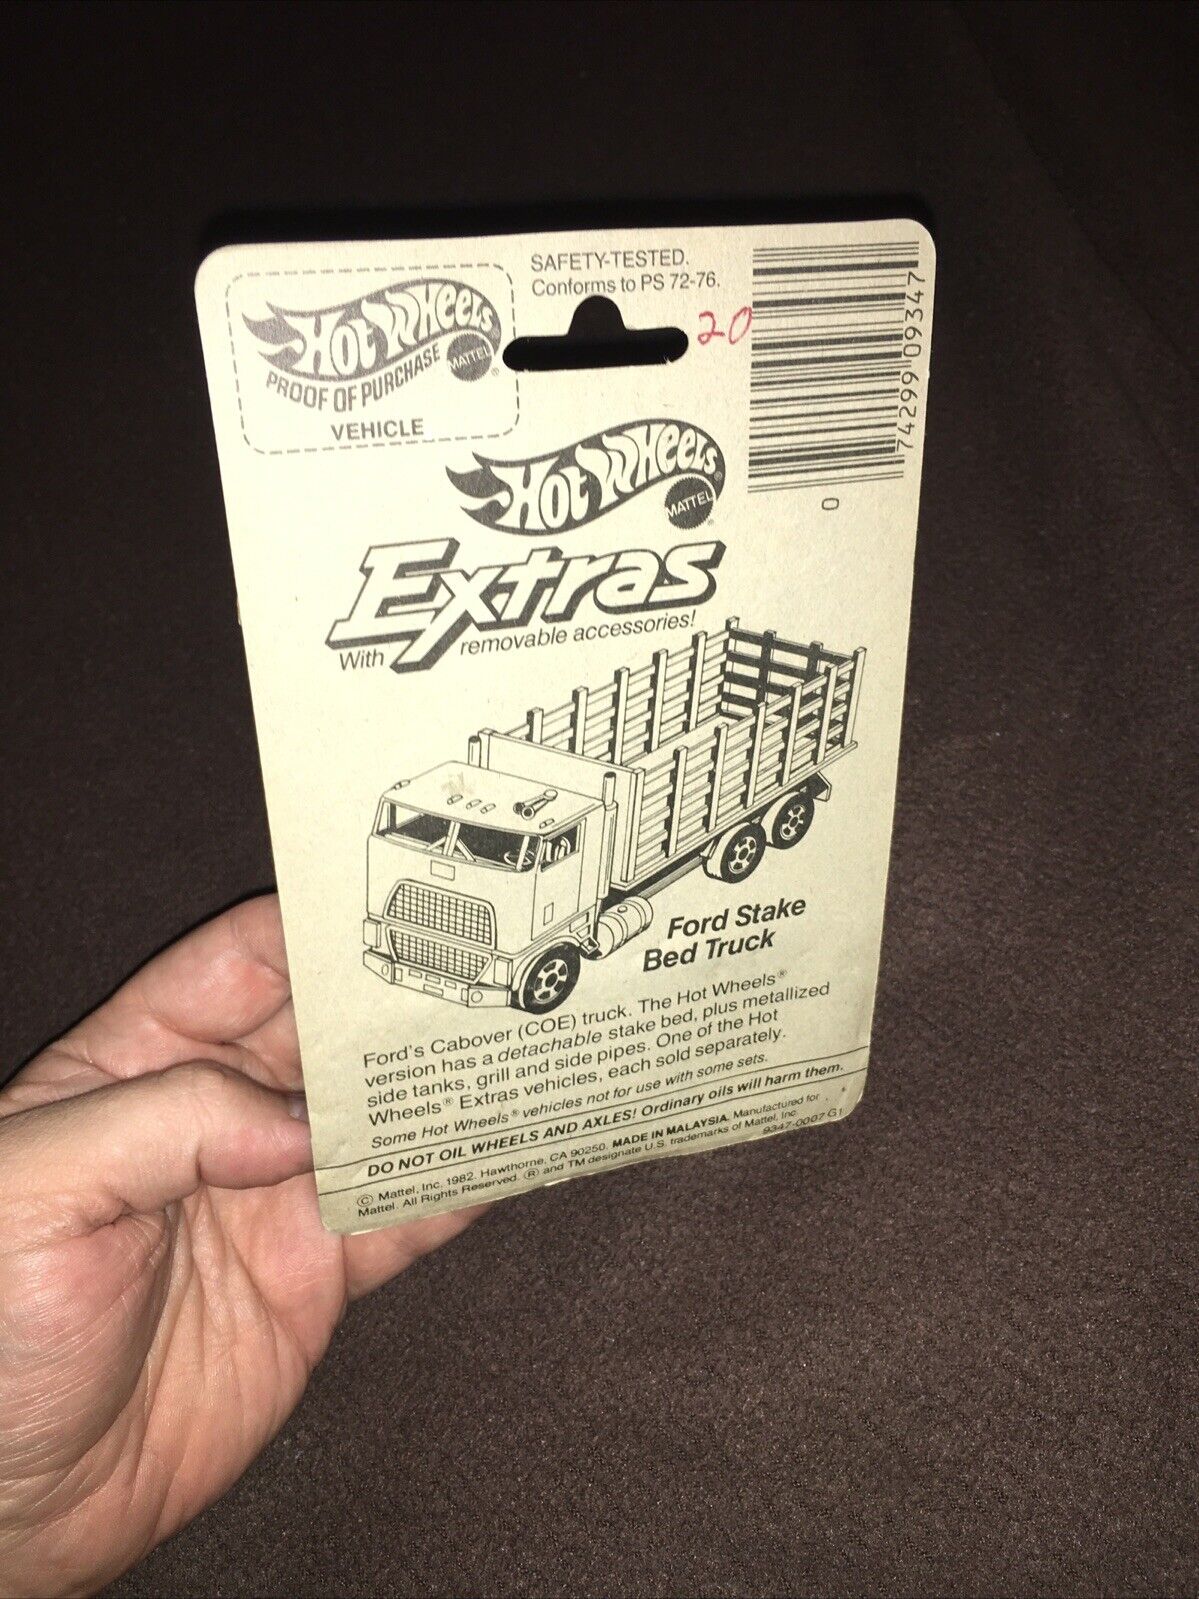 Hot Wheels
MATTEL
®
PROOF OF PURCHASE
VEHICLE
SAFETY-TESTED.
Conforms to PS 72-76.
20
74299 09347
0
Hot Wheels®
MATTEL
®
Extras
With removable accessories!
Ford Stake
Bed Truck
Ford's Cabover (COE) truck. The Hot Wheels®
version has a detachable stake bed, plus metallized
side tanks, grill and side pipes. One of the Hot
Wheels® Extras vehicles, each sold separately.
Some Hot Wheels® vehicles not for use with some sets.
DO NOT OIL WHEELS AND AXLES! Ordinary oils will harm them.
© Mattel, Inc. 1982. Hawthorne, CA 90250. MADE IN MALAYSIA. Manufactured for
Mattel. All Rights Reserved. ® and TM designate U.S. trademarks of Mattel, Inc.
9347-0007 G1